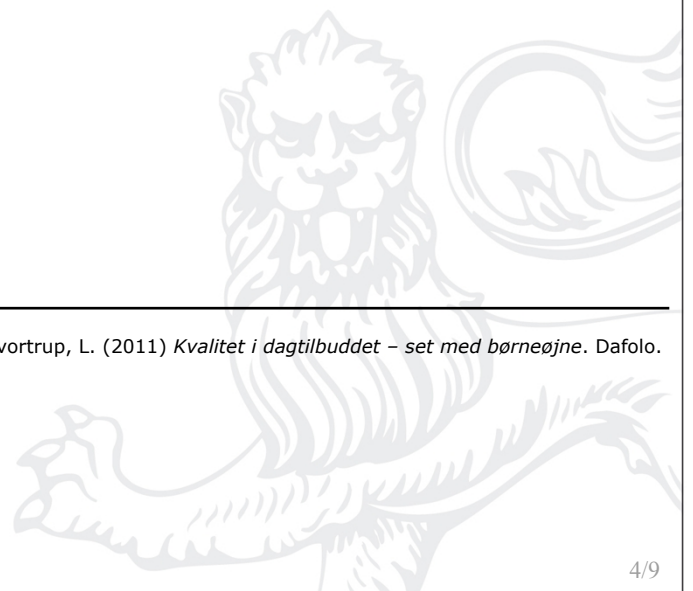 vortrup, L. (2011) Kvalitet i dagtilbuddet – set med børneøjne. Dafolo.
4/9